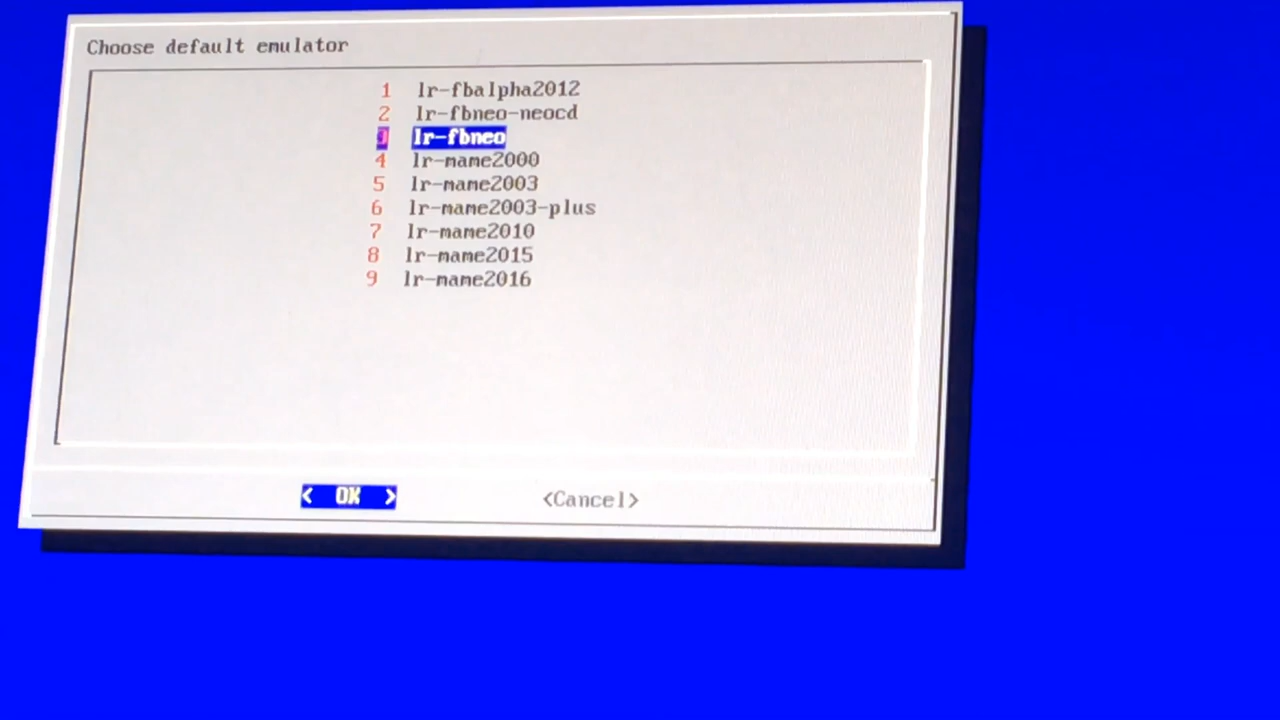 Choose default emulator
1 lr-fbalpha2012
2 lr-fbneo-neocd
3 lr-fbneo
4 lr-mame2000
5 lr-mame2003
6 lr-mame2003-plus
7 lr-mame2010
8 lr-mame2015
9 lr-mame2016
< OK > <Cancel>